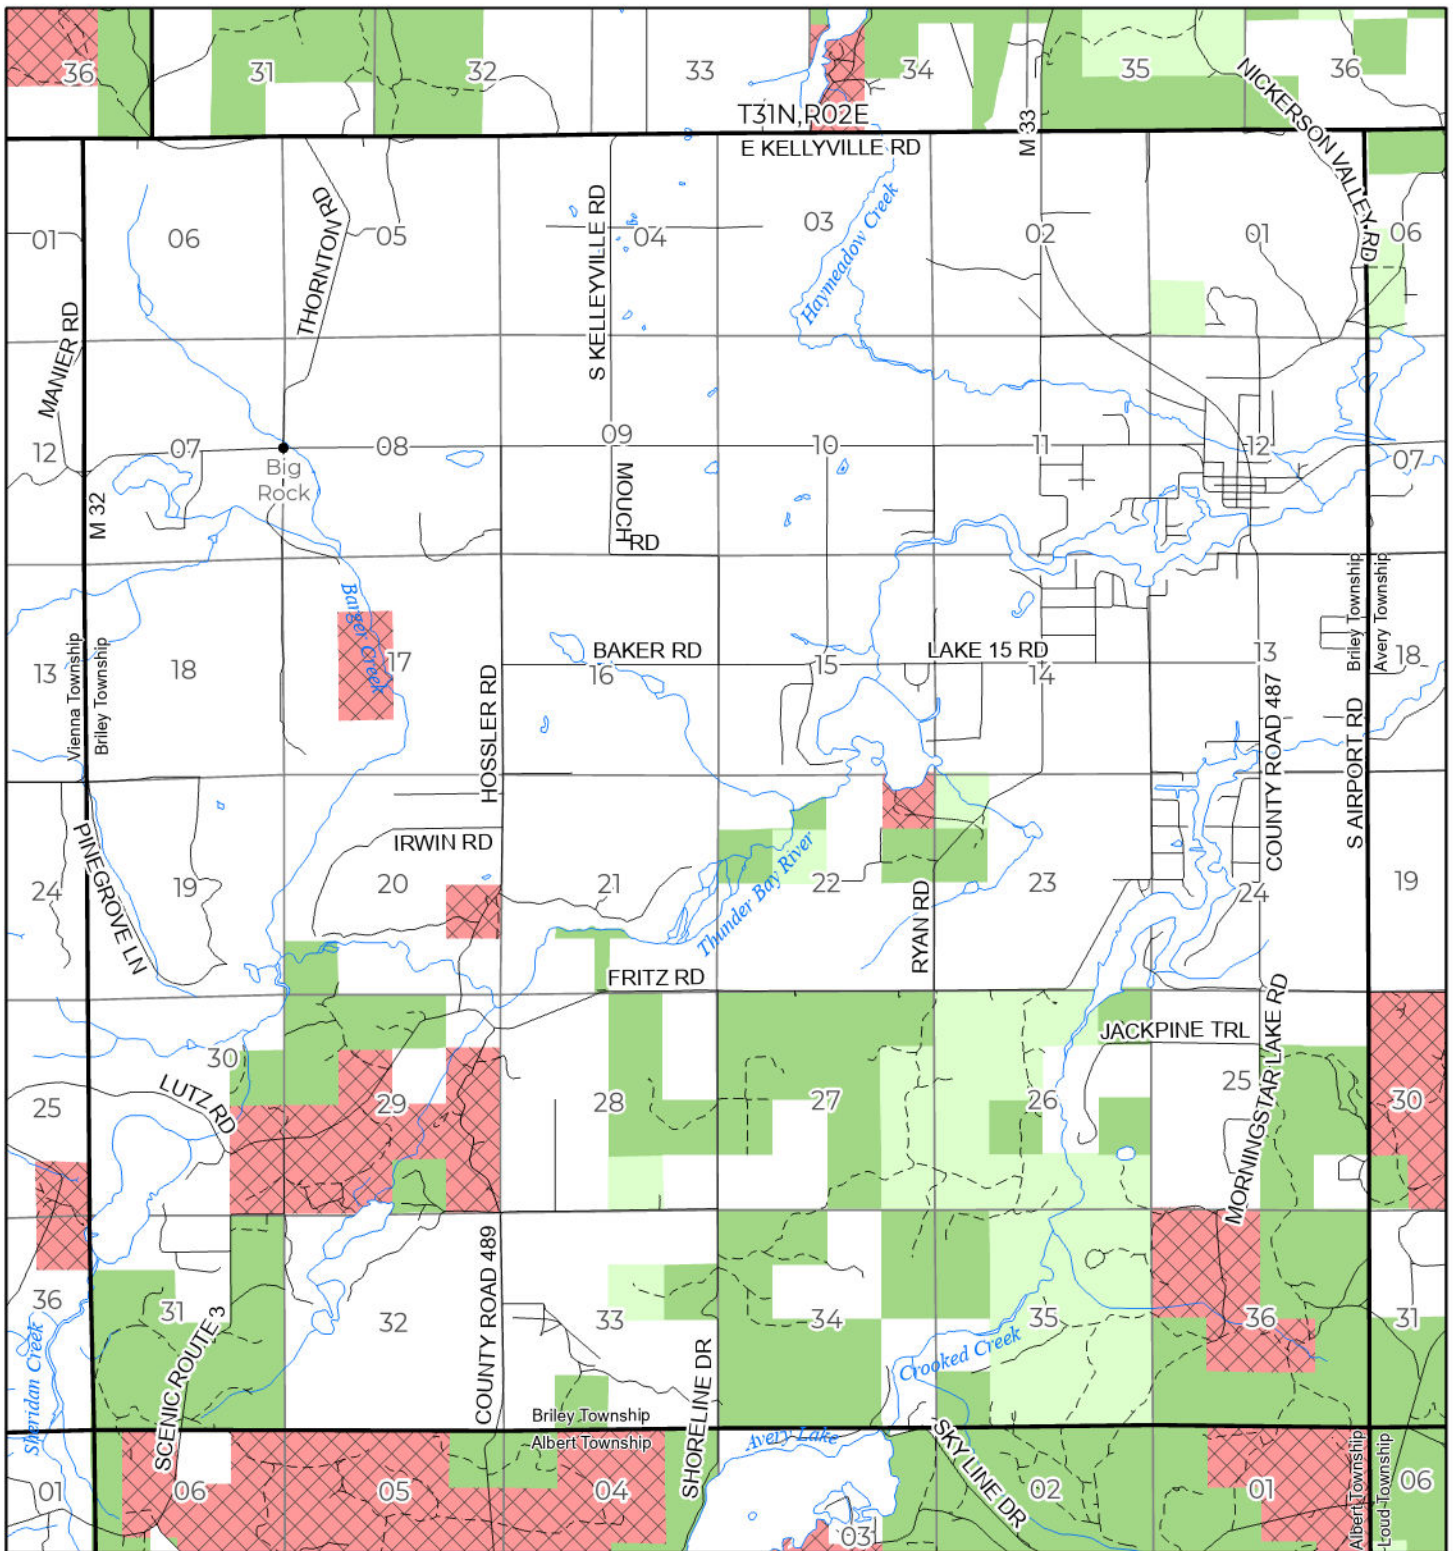 36
31
32
33
34
35
36
T31N,R02E
M 33
NICKERSON VALLEY RD
E KELLYVILLE RD
01
06
THORNTON RD
05
S KELLEYVILLE RD
04
03
Haymeadow Creek
02
01
06
MANIER RD
12
07
08
09
10
11
12
07
Big
Rock
M 32
MOUCH
RD
Barger Creek
Vienna Township
Briley Township
Briley Township
Avery Township
13
18
17
HOSSLER RD
BAKER RD
16
15
LAKE 15 RD
14
13
18
COUNTY ROAD 487
S AIRPORT RD
PINEGROVE LN
IRWIN RD
24
19
20
21
Thunder Bay River
22
RYAN RD
23
24
19
FRITZ RD
JACKPINE TRL
MORNINGSTAR LAKE RD
30
LUTZ RD
25
29
28
27
26
25
30
36
Sheridan Creek
31
SCENIC ROUTE 3
32
COUNTY ROAD 489
33
SHORELINE DR
34
Crooked Creek
35
36
31
Briley Township
Albert Township
Avery Lake
SKY LINE DR
Albert Township
Loud Township
01
06
05
04
03
02
01
06